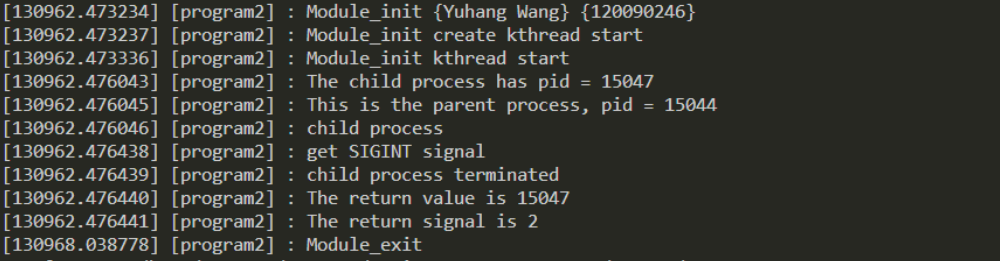 [130962.473234] [program2] : Module_init {Yuhang Wang} {120090246}
[130962.473237] [program2] : Module_init create kthread start
[130962.473336] [program2] : Module_init kthread start
[130962.476043] [program2] : The child process has pid = 15047
[130962.476045] [program2] : This is the parent process, pid = 15044
[130962.476046] [program2] : child process
[130962.476438] [program2] : get SIGINT signal
[130962.476439] [program2] : child process terminated
[130962.476440] [program2] : The return value is 15047
[130962.476441] [program2] : The return signal is 2
[130968.038778] [program2] : Module_exit